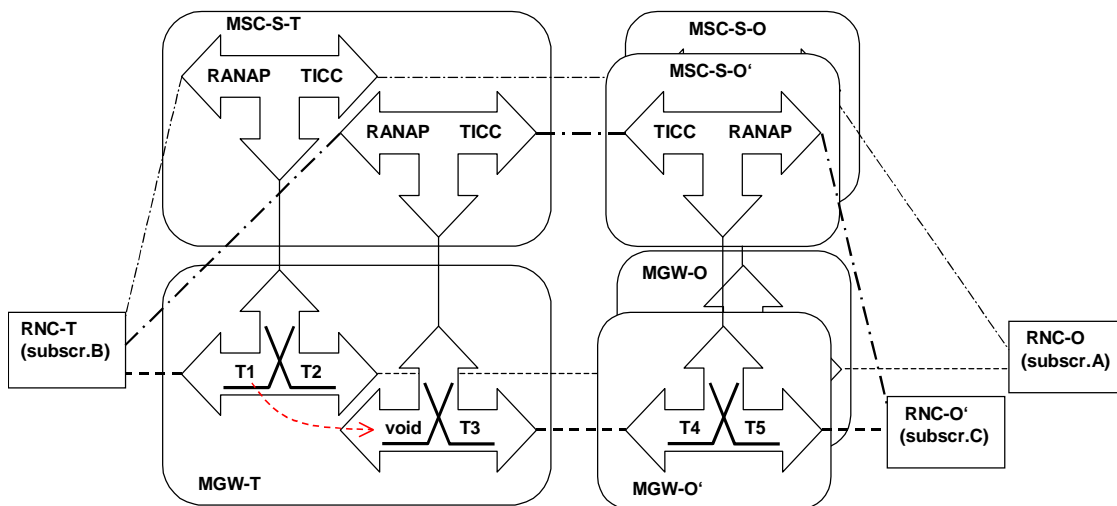 MSC-S-T
MSC-S-O
MSC-S-O‘
RANAP TICC
RANAP TICC
TICC RANAP
MGW-O
RNC-T
(subscr.B)
RNC-O
(subscr.A)
T1 T2
void T3
T4 T5
RNC-O‘
(subscr.C)
MGW-T
MGW-O‘